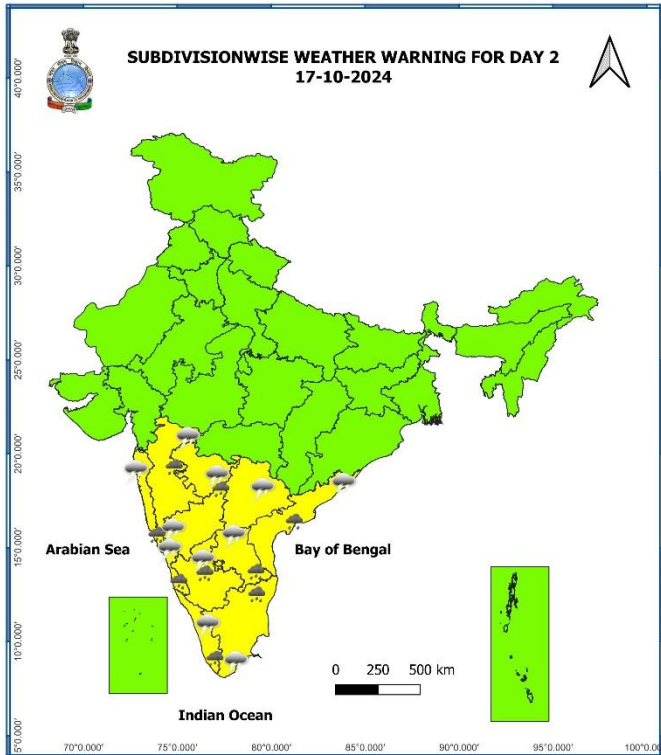 SUBDIVISIONWISE WEATHER WARNING FOR DAY 2
17-10-2024
40°0.000'
35°0.000'
30°0.000'
25°0.000'
20°0.000'
15°0.000'
10°0.000'
5°0.000'
Arabian Sea
Bay of Bengal
0 250 500 km
Indian Ocean
70°0.000' 75°0.000' 80°0.000' 85°0.000' 90°0.000' 95°0.000' 100°0.00